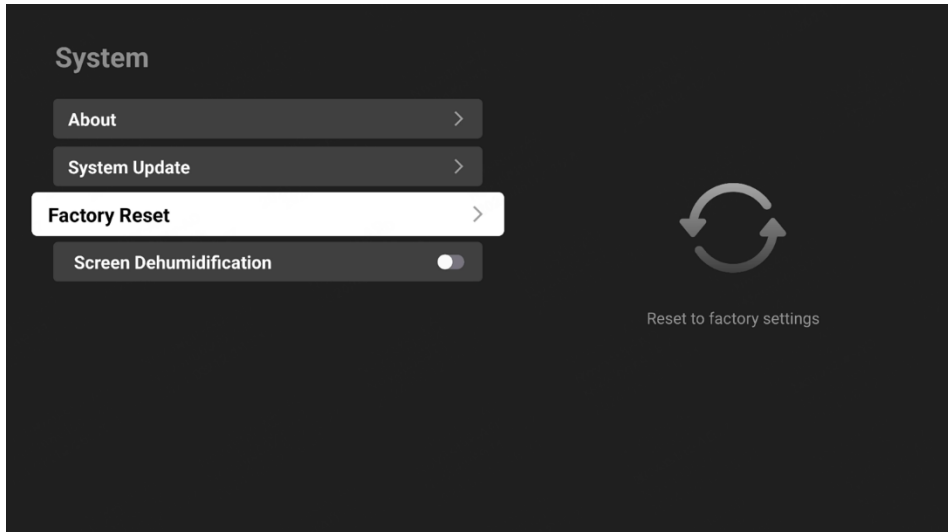 System
About
System Update
Factory Reset
Screen Dehumidification
Reset to factory settings